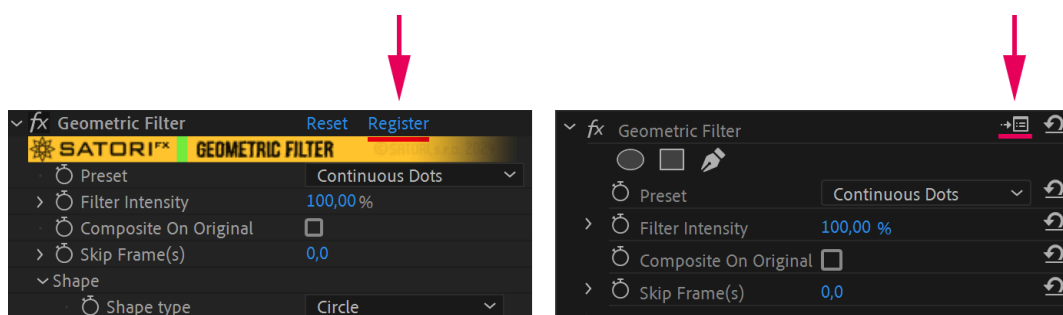 fx Geometric Filter Reset Register
SATORI FX GEOMETRIC FILTER
Preset Continuous Dots
Filter Intensity 100,00 %
Composite On Original
Skip Frame(s) 0,0
Shape
Shape type Circle
fx Geometric Filter
Preset Continuous Dots
Filter Intensity 100,00 %
Composite On Original
Skip Frame(s) 0,0